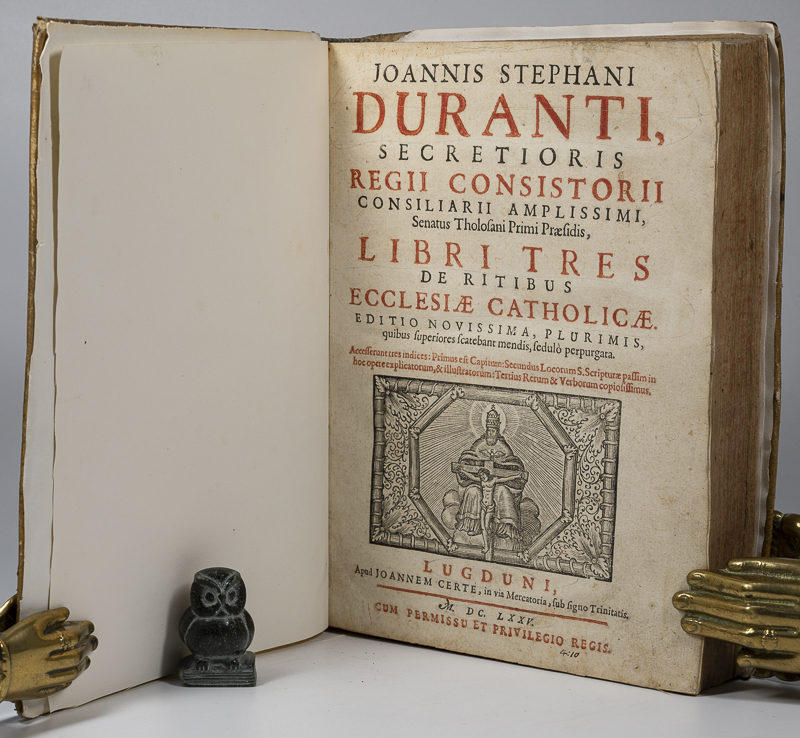 JOANNIS STEPHANI
DURANTI,
SECRETIORIS
REGII CONSISTORII
CONSILIARII AMPLISSIMI,
Senatus Tholoſani Primi Præſidis,
LIBRI TRES
DE RITIBUS
ECCLESIÆ CATHOLICÆ.
EDITIO NOVISSIMA, PLURIMIS,
quibus ſuperiores ſcatebant mendis, ſedulò perpurgata.
Acceſſerunt tres indices: Primus eſt Capitum: Secundus Locorum S. Scripturæ paſſim in
hoc opere explicatorum, & illuſtratorum: Tertius Rerum & Verborum copioſiſſimus.
LUGDUNI,
Apud JOANNEM CERTE, in via Mercatoria, ſub ſigno Trinitatis.
M. DC. LXXV.
CUM PERMISSU ET PRIVILEGIO REGIS.
4:10